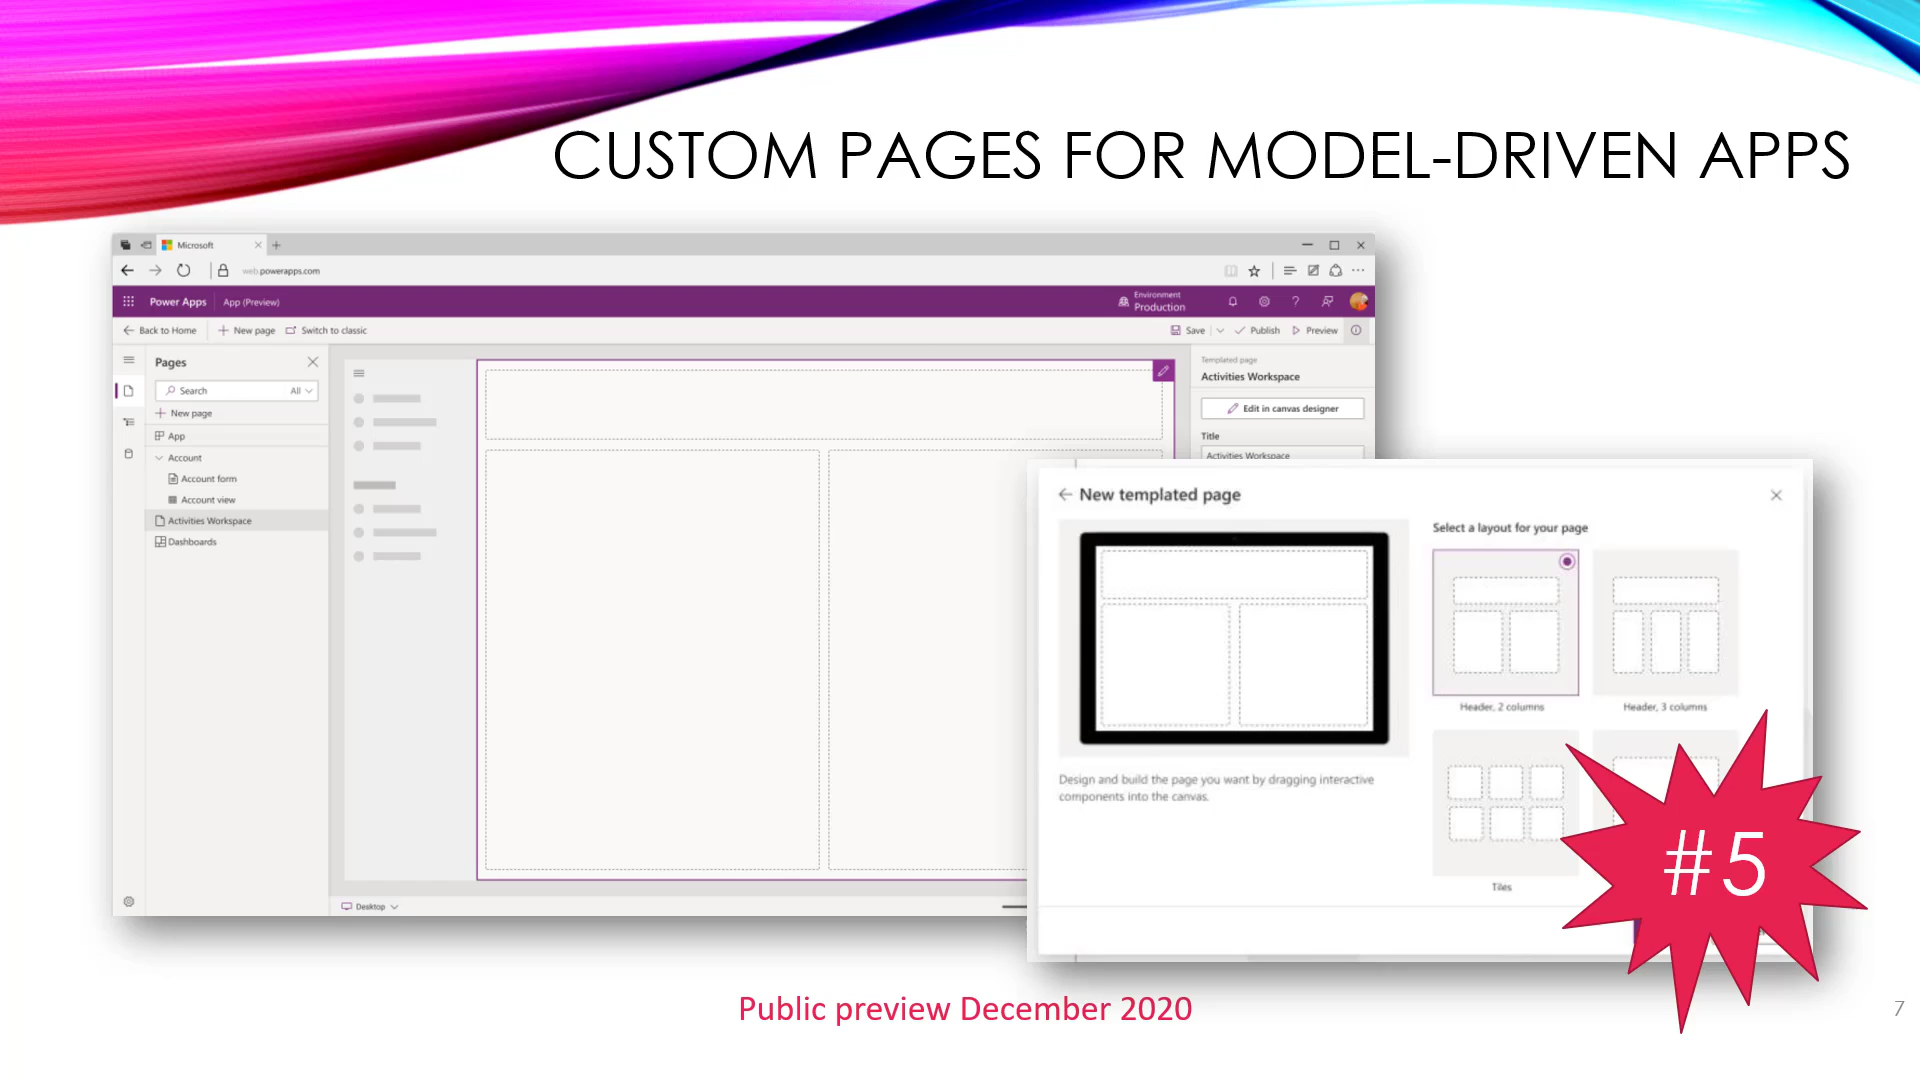 CUSTOM PAGES FOR MODEL-DRIVEN APPS
Microsoft
web.powerapps.com
Power Apps App (Preview)
Environment
Production
Back to Home New page Switch to classic
Save Publish Preview
Pages
Search All
New page
App
Account
Account form
Account view
Activities Workspace
Dashboards
Templated page
Activities Workspace
Edit in canvas designer
Title
Activities Workspace
Desktop
New templated page
Select a layout for your page
Header, 2 columns
Header, 3 columns
Design and build the page you want by dragging interactive
components into the canvas.
Tiles
#5
Public preview December 2020
7